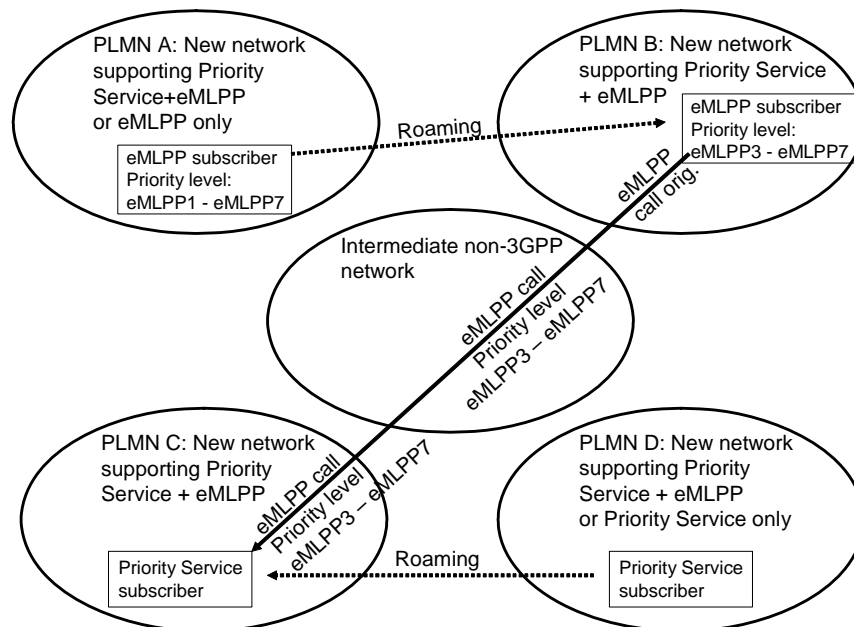 PLMN A: New network
supporting Priority
Service+eMLPP
or eMLPP only
eMLPP subscriber
Priority level:
eMLPP1 - eMLPP7
Roaming
PLMN B: New network
supporting Priority Service
+ eMLPP
eMLPP subscriber
Priority level:
eMLPP3 - eMLPP7
eMLPP
call orig.
Intermediate non-3GPP
network
eMLPP call
Priority level
eMLPP3 – eMLPP7
PLMN C: New network
supporting Priority
Service + eMLPP
eMLPP call
Priority level
eMLPP3 – eMLPP7
Priority Service
subscriber
Roaming
PLMN D: New network
supporting Priority
Service + eMLPP
or Priority Service only
Priority Service
subscriber